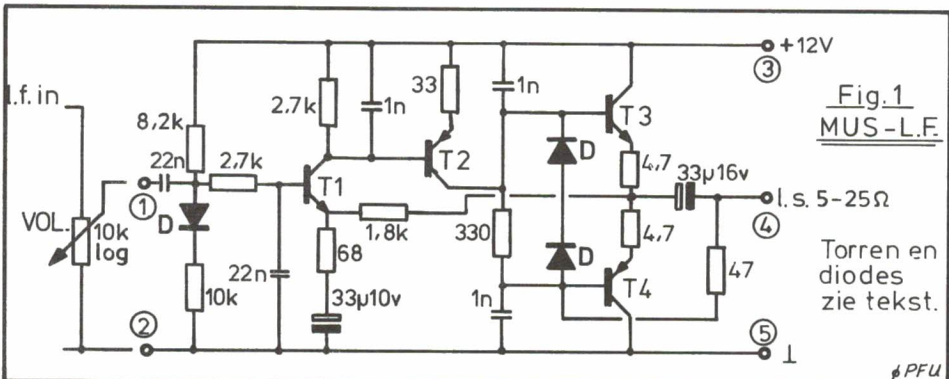 l.f. in
VOL.
10k
log
22n
①
②
8,2k
D
10k
2,7k
22n
2,7k
1n
T1
68
33µ10v
1,8k
33
T2
1n
330
1n
D
D
T3
4,7
4,7
T4
33µ16v
47
+12V
③
Fig.1
MUS-L.F.
l.s. 5-25Ω
④
Torren en
diodes
zie tekst.
⑤
⊥
φPFU